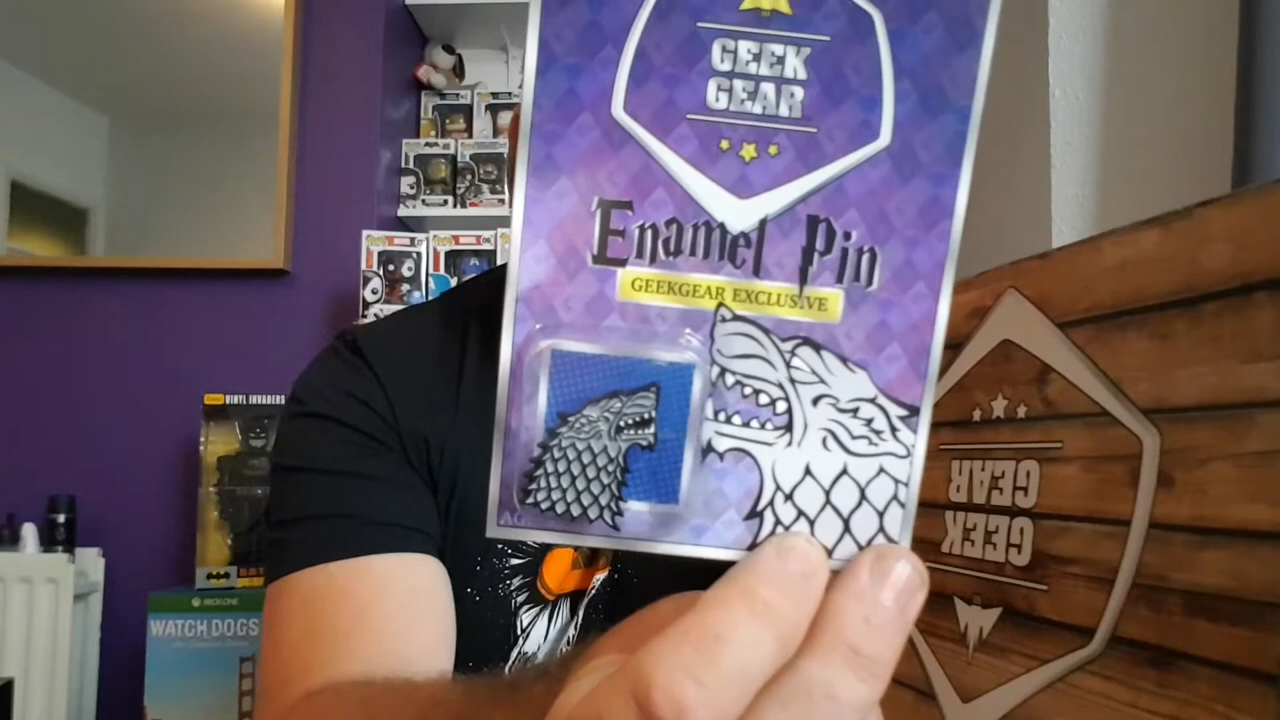 GEEK
GEAR
Enamel Pin
GEEKGEAR EXCLUSIVE
VINYL INVADERS
XBOX ONE
WATCH DOGS
GEEK
GEAR